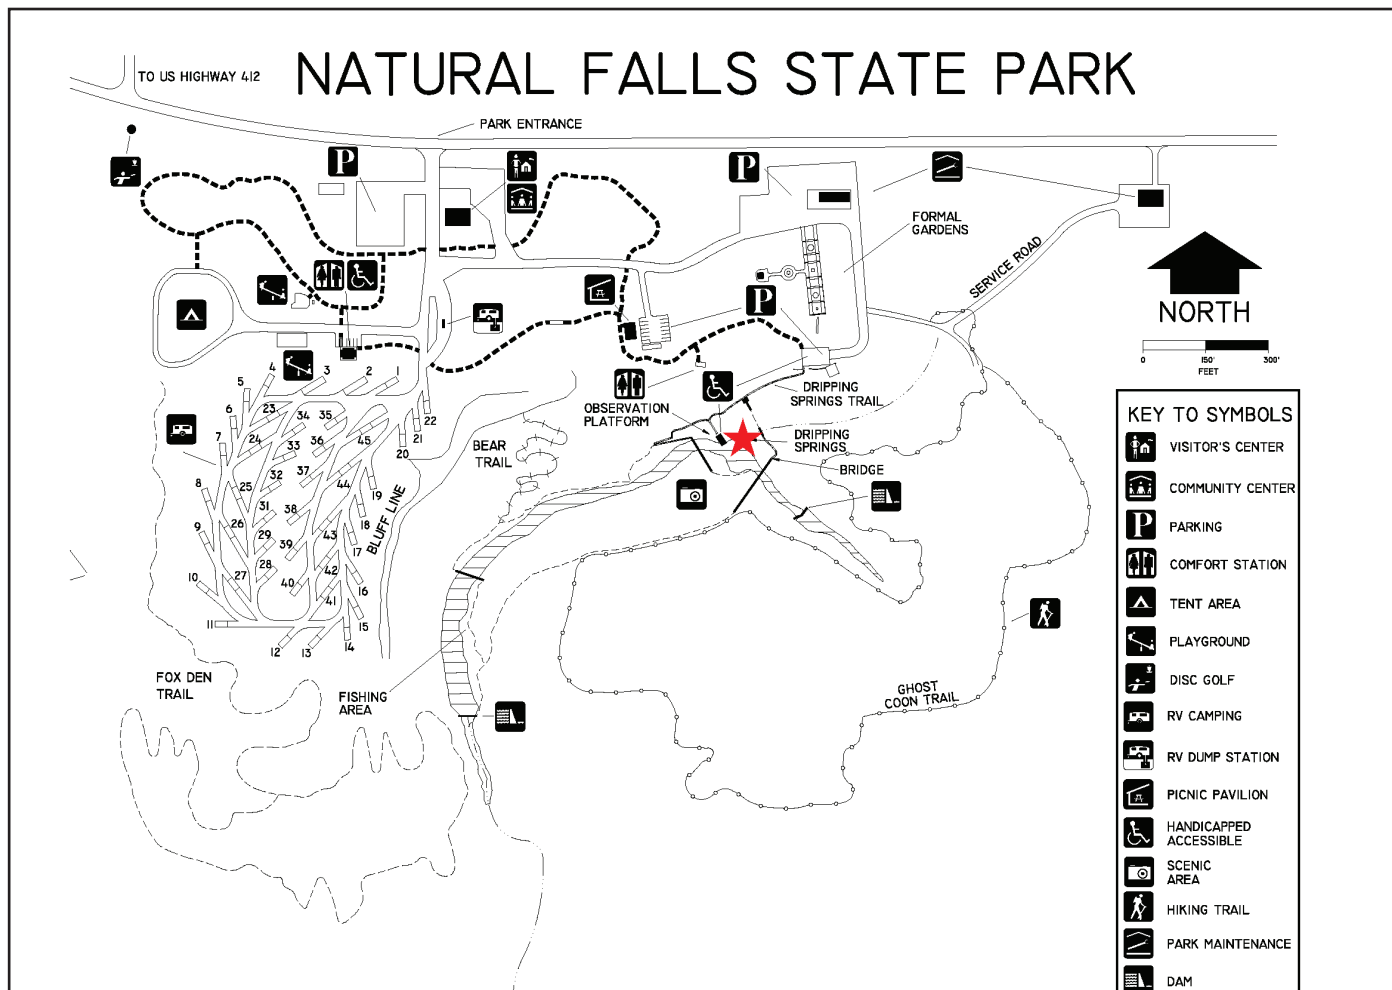 NATURAL FALLS STATE PARK
TO US HIGHWAY 412
PARK ENTRANCE
P
P
FORMAL
GARDENS
SERVICE ROAD
NORTH
0 150' 300'
FEET
P
4
3
2
1
5
6
7
23
34
35
24
33
36
45
22
21
20
OBSERVATION
PLATFORM
DRIPPING
SPRINGS TRAIL
DRIPPING
SPRINGS
BRIDGE
BEAR
TRAIL
BLUFF LINE
8
25
32
37
44
19
9
26
31
38
18
29
39
43
17
10
27
28
40
42
16
41
15
11
12
13
14
FOX DEN
TRAIL
FISHING
AREA
GHOST
COON TRAIL
KEY TO SYMBOLS
VISITOR'S CENTER
COMMUNITY CENTER
P PARKING
COMFORT STATION
TENT AREA
PLAYGROUND
DISC GOLF
RV CAMPING
RV DUMP STATION
PICNIC PAVILION
HANDICAPPED
ACCESSIBLE
SCENIC
AREA
HIKING TRAIL
PARK MAINTENANCE
DAM